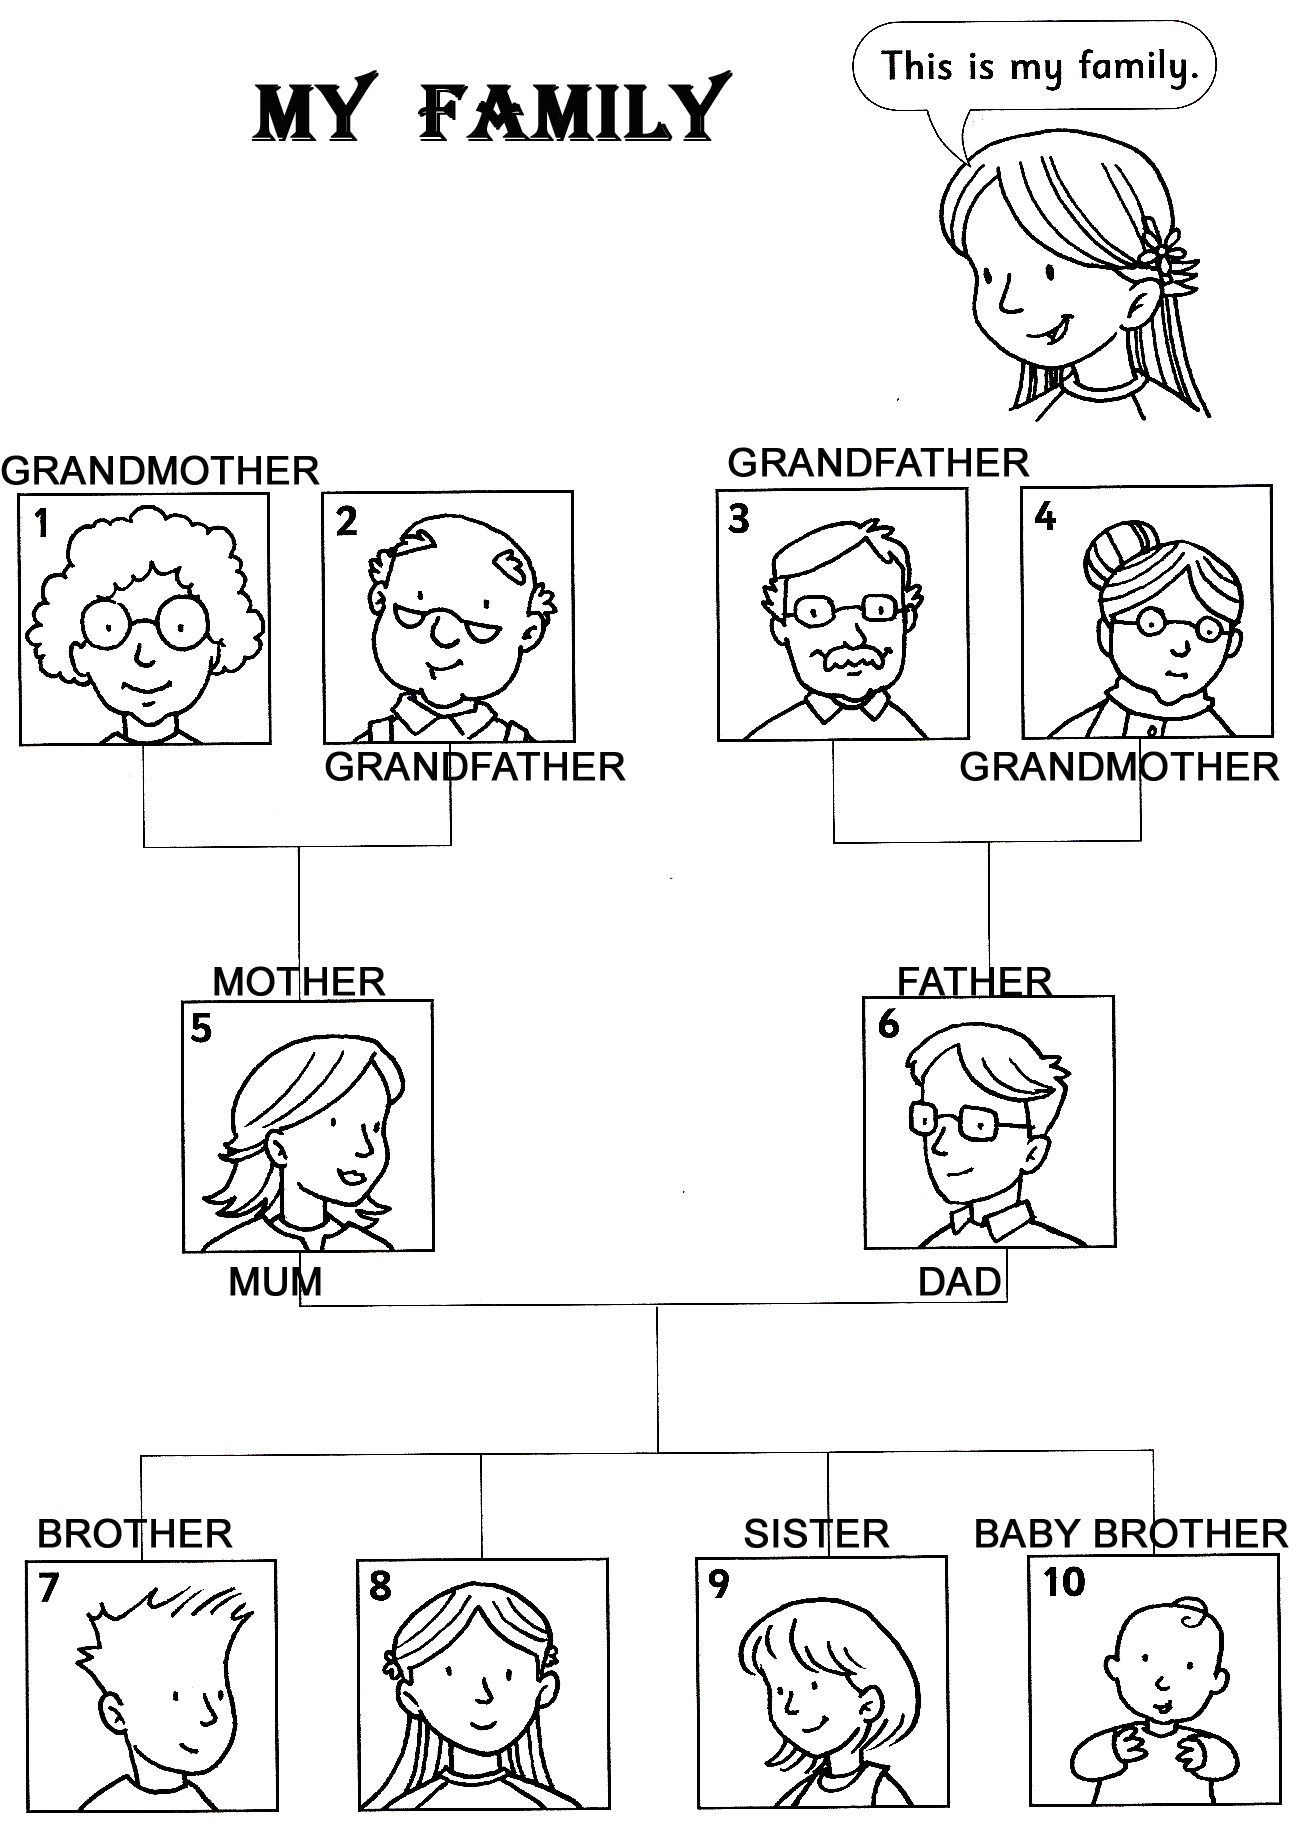 This is my family.
MY FAMILY
GRANDMOTHER
GRANDFATHER
1
2
3
4
GRANDFATHER
GRANDMOTHER
MOTHER
FATHER
5
6
MUM
DAD
BROTHER
SISTER
BABY BROTHER
7
8
9
10